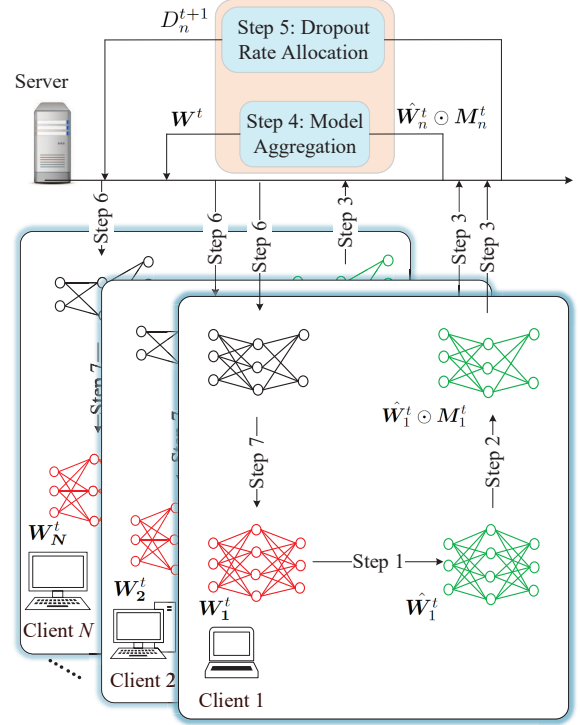 D_n^{t+1}
Step 5: Dropout
Rate Allocation
Server
W^t
Step 4: Model
Aggregation
Ŵ_n^t ⊙ M_n^t
Step 6
Step 6
Step 6
Step 3
Step 3
Step 3
Step 7
Step 7
Step 7
Ŵ_1^t ⊙ M_1^t
Step 2
W_N^t
W_2^t
W_1^t
Step 1
Ŵ_1^t
Client N
Client 2
Client 1